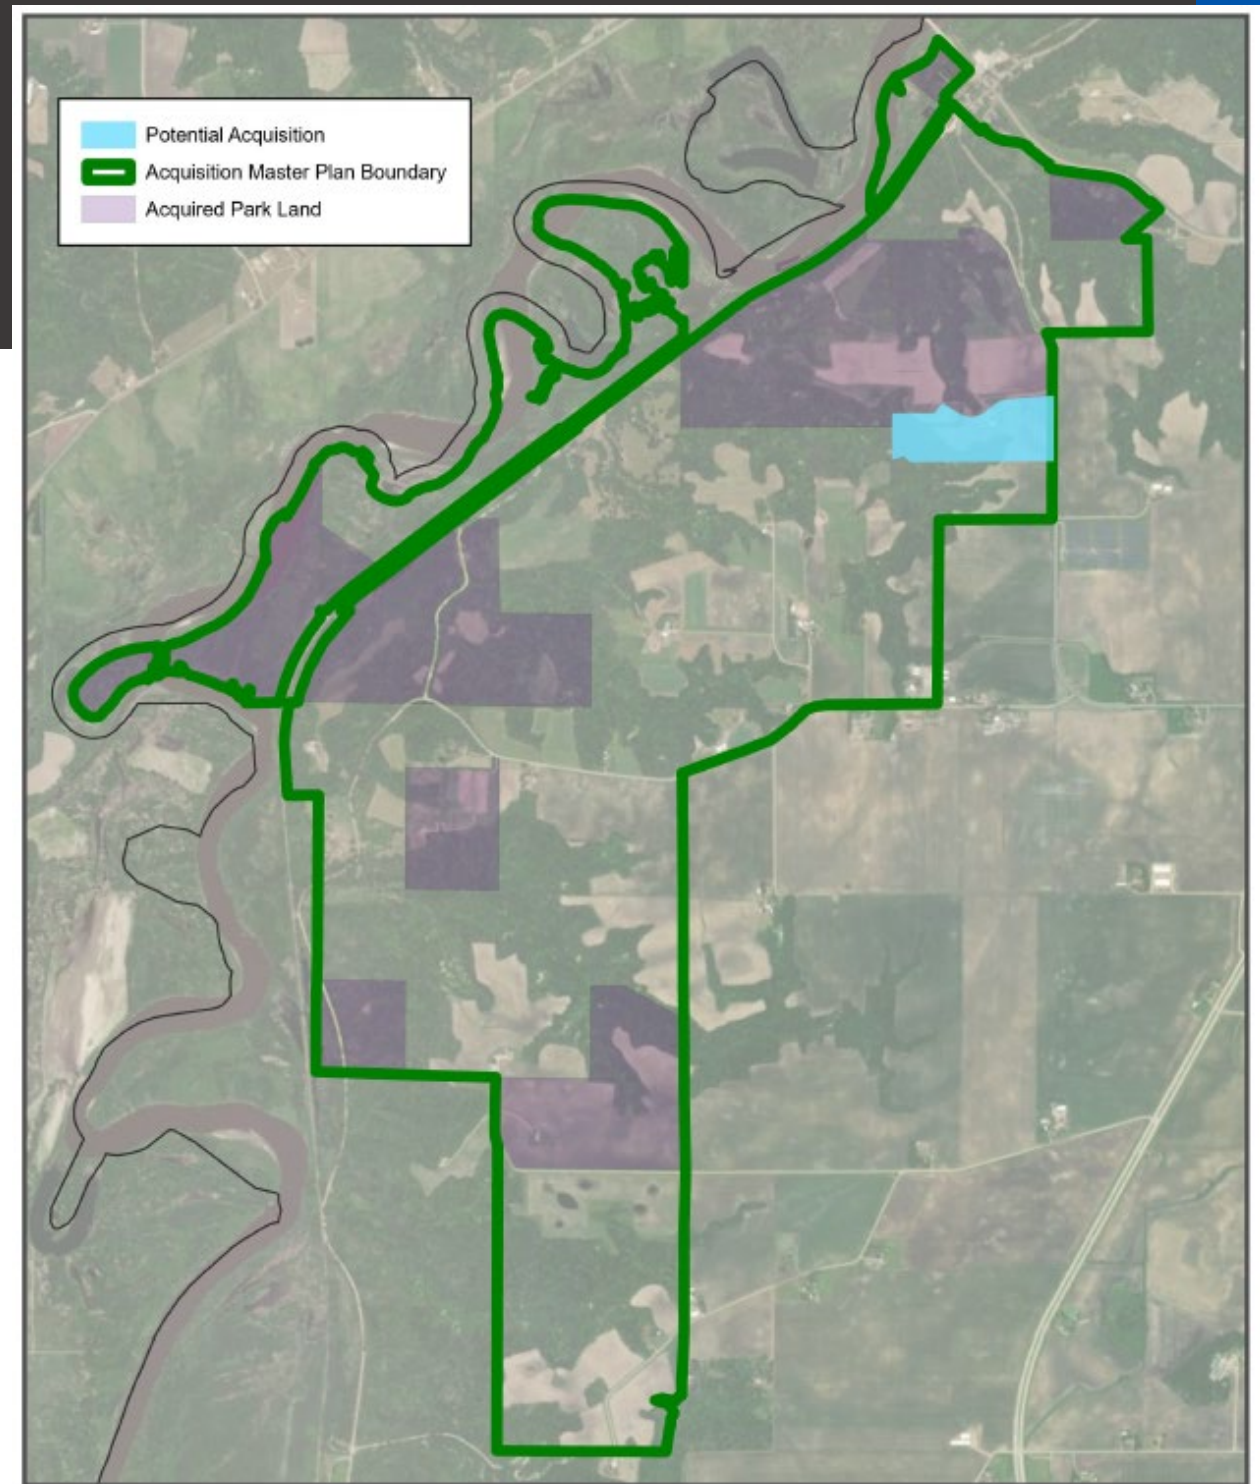 Potential Acquisition
Acquisition Master Plan Boundary
Acquired Park Land